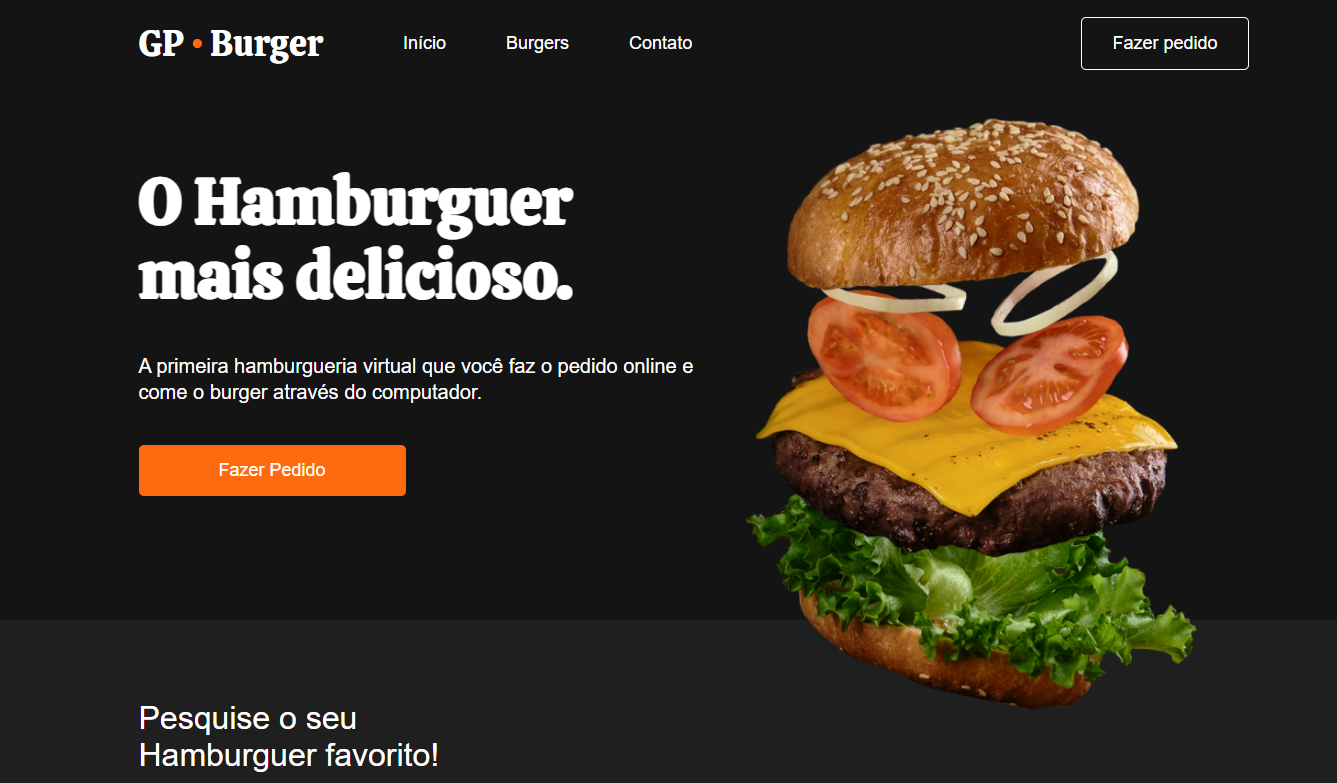 GP • Burger
Início
Burgers
Contato
Fazer pedido
O Hamburguer
mais delicioso.
A primeira hamburgueria virtual que você faz o pedido online e
come o burger através do computador.
Fazer Pedido
Pesquise o seu
Hamburguer favorito!